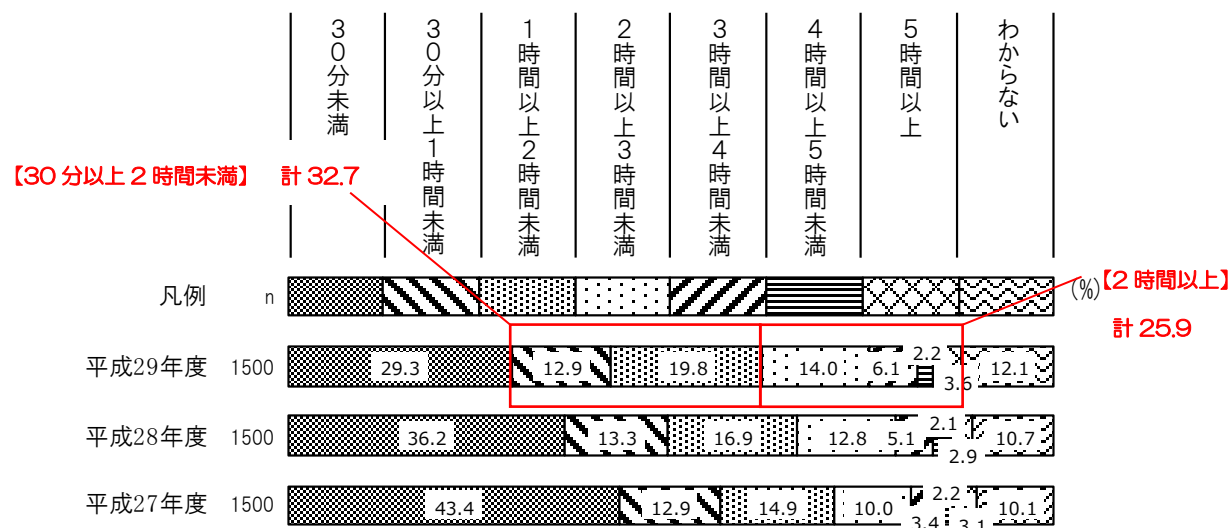 30分未満
30分以上1時間未満
1時間以上2時間未満
2時間以上3時間未満
3時間以上4時間未満
4時間以上5時間未満
5時間以上
わからない
【30分以上2時間未満】 計32.7
凡例 n (%)
【2時間以上】
計25.9
平成29年度 1500 29.3 12.9 19.8 14.0 6.1 2.2 3.6 12.1
平成28年度 1500 36.2 13.3 16.9 12.8 5.1 2.1 2.9 10.7
平成27年度 1500 43.4 12.9 14.9 10.0 3.4 2.2 3.1 10.1